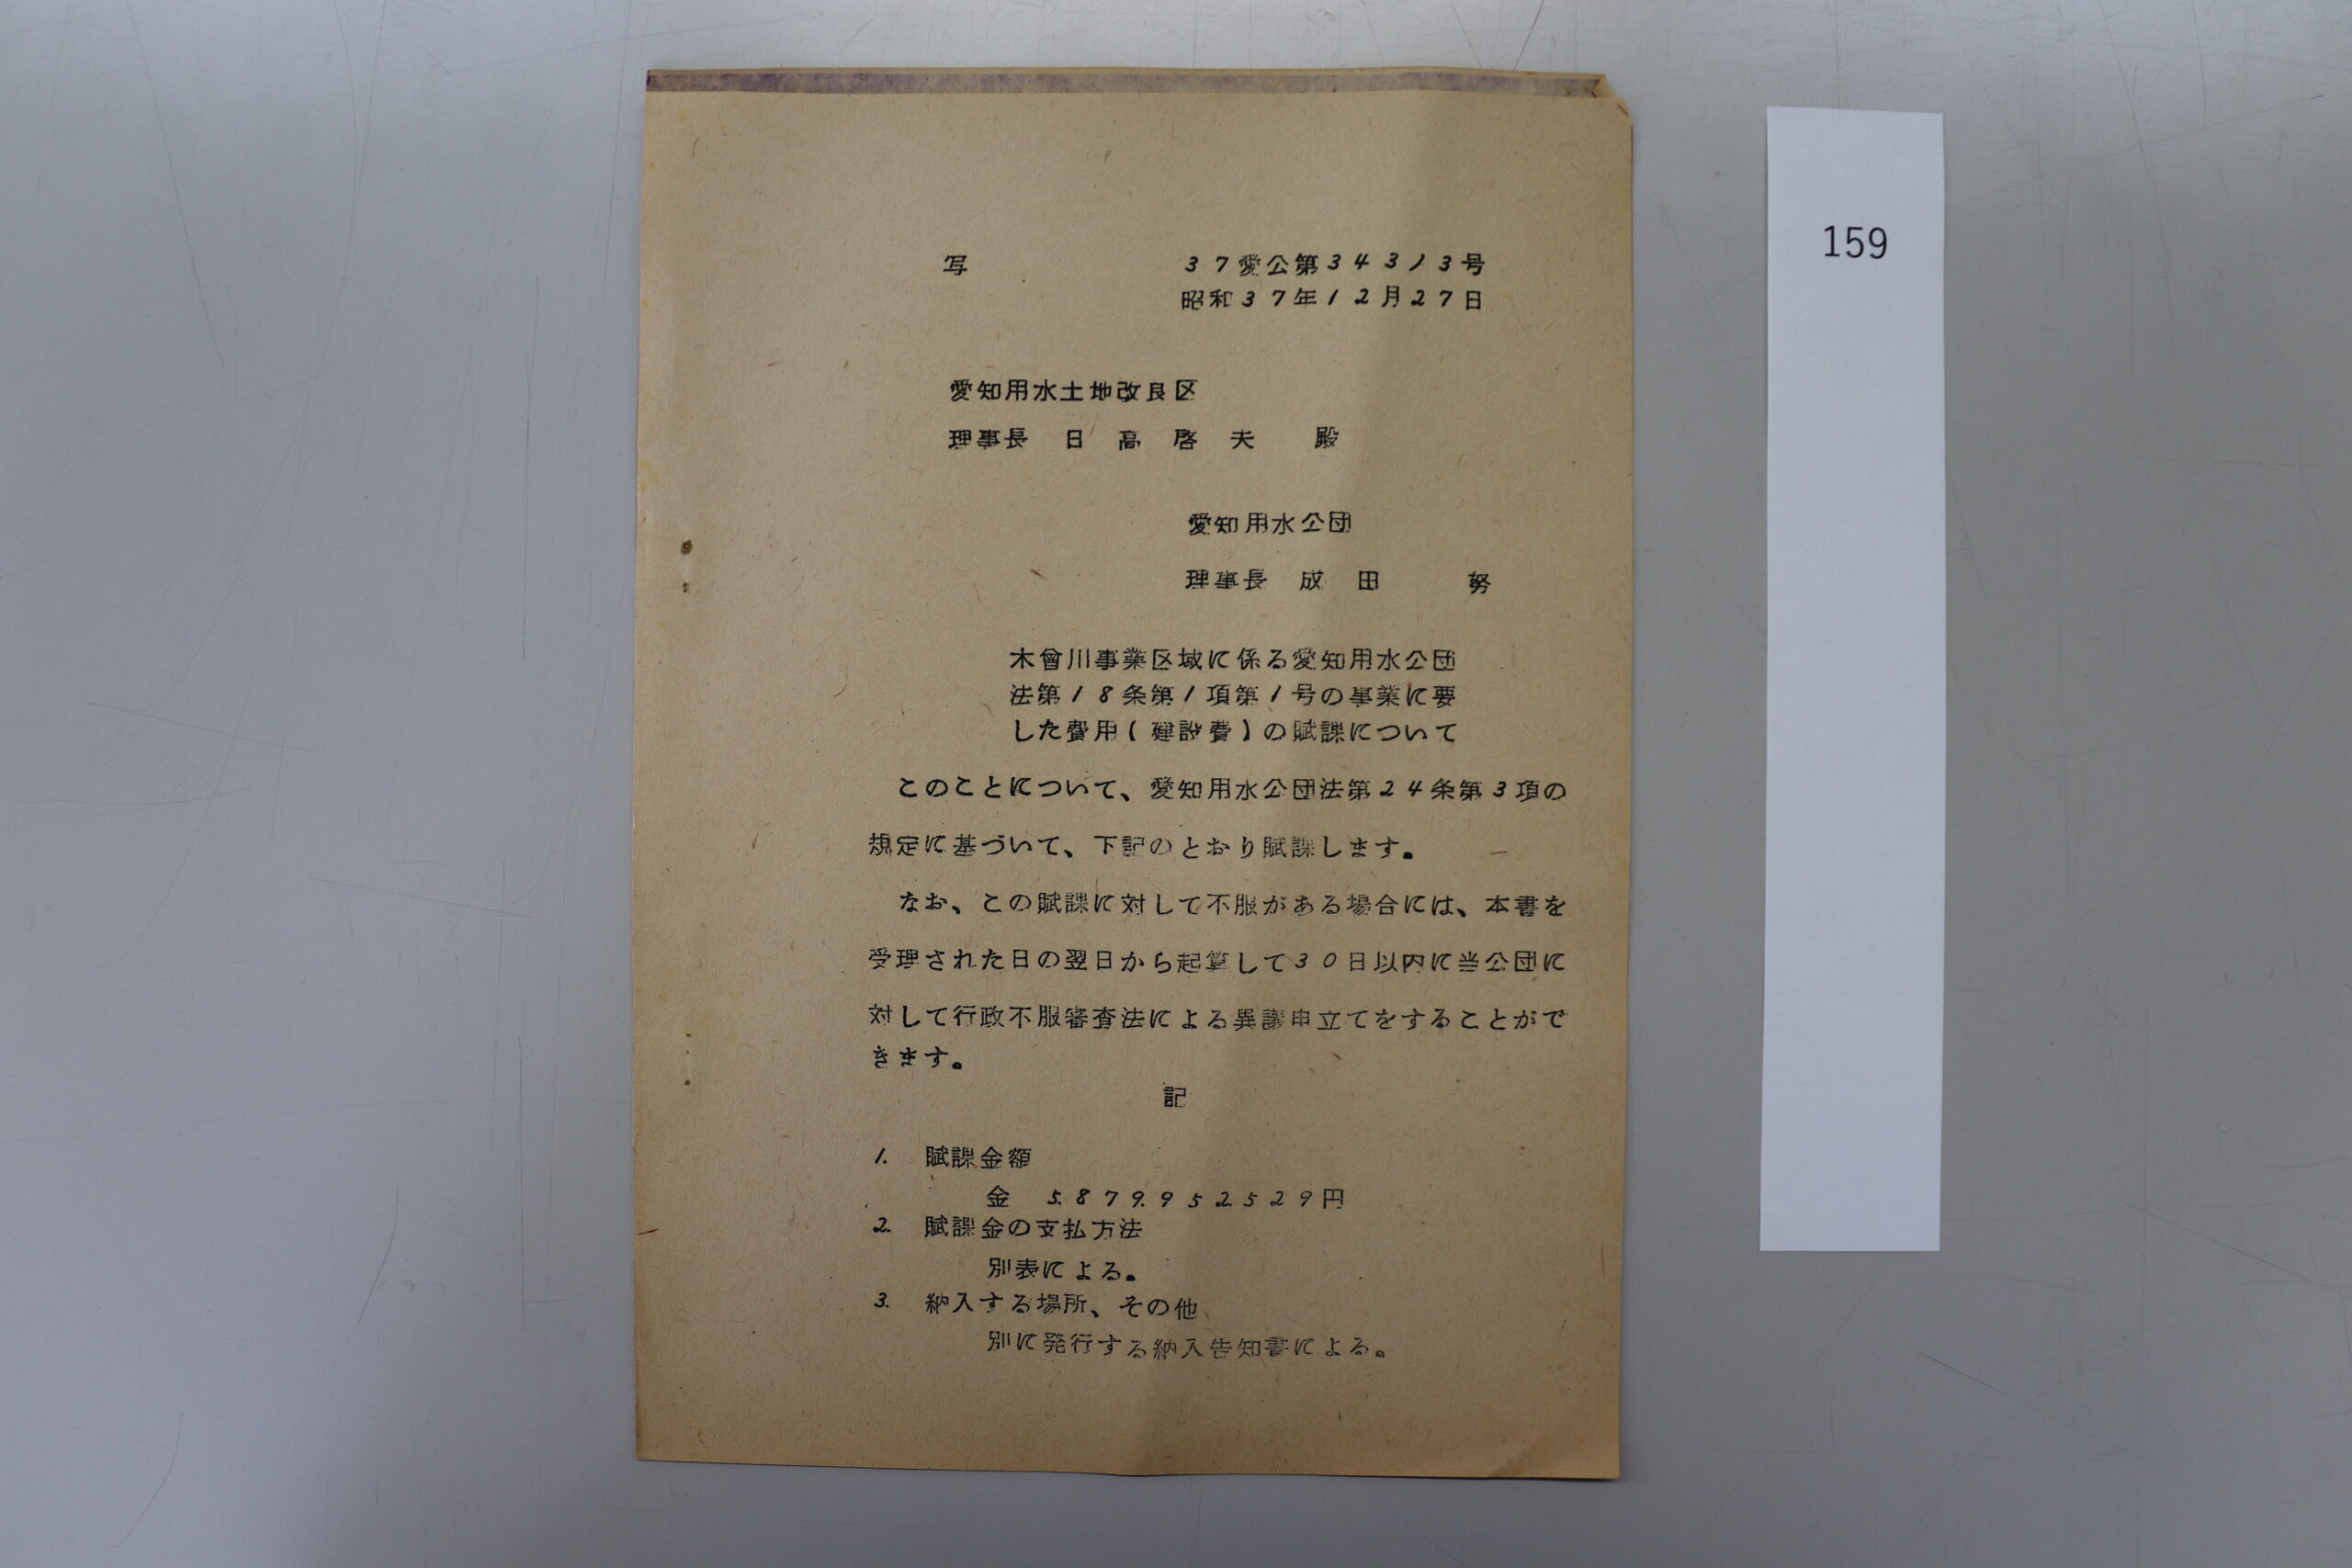 写 37愛公第34313号
昭和37年12月27日
愛知用水土地改良区
理事長 日高啓夫 殿
愛知用水公団
理事長 成田 努
木曾川事業区域に係る愛知用水公団
法第18条第1項第1号の事業に要
した費用(建設費)の賦課について
このことについて、愛知用水公団法第24条第3項の
規定に基づいて、下記のとおり賦課します。
なお、この賦課に対して不服がある場合には、本書を
受理された日の翌日から起算して30日以内に当公団に
対して行政不服審査法による異議申立てをすることがで
きます。
記
1. 賦課金額
金 5.879.952.529円
2. 賦課金の支払方法
別表による。
3. 納入する場所、その他
別に発行する納入告知書による。
159